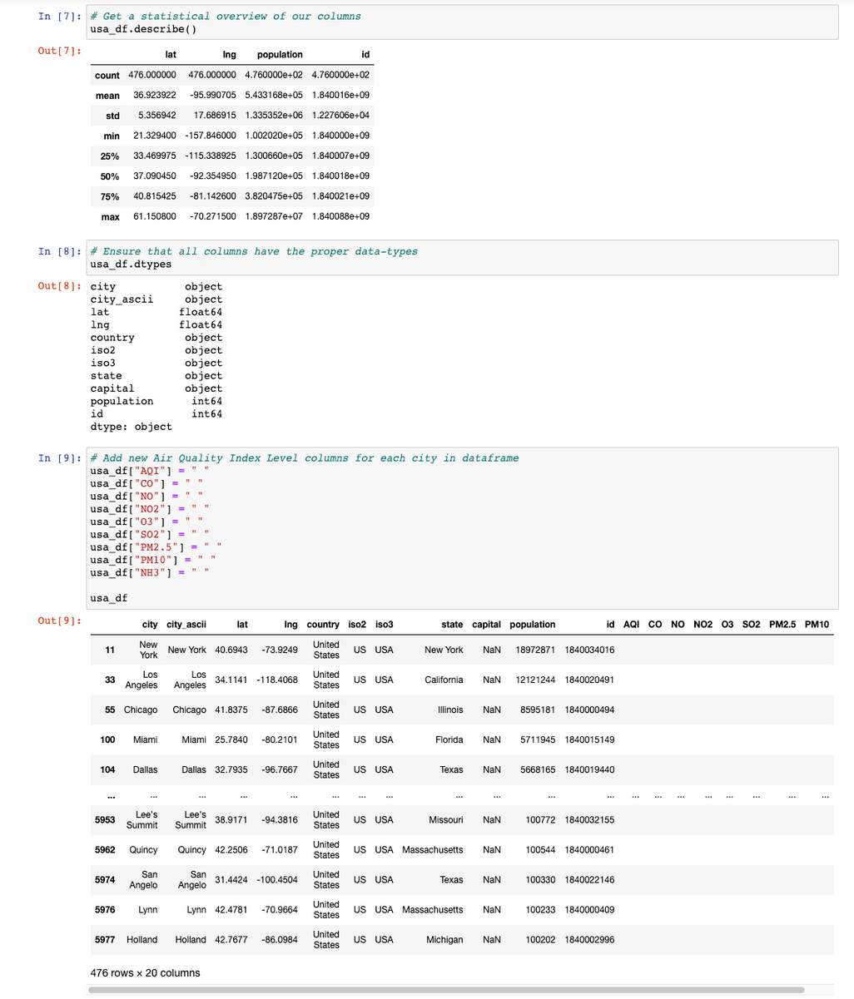 In [7]: # Get a statistical overview of our columns
usa_df.describe()
Out[7]:
lat lng population id
count 476.000000 476.000000 4.760000e+02 4.760000e+02
mean 36.923922 -95.990705 5.433168e+05 1.840016e+09
std 5.356942 17.686915 1.335352e+06 1.227606e+04
min 21.329400 -157.846000 1.002020e+05 1.840000e+09
25% 33.469975 -115.338925 1.300660e+05 1.840007e+09
50% 37.090450 -92.354950 1.987120e+05 1.840018e+09
75% 40.815425 -81.142600 3.820475e+05 1.840021e+09
max 61.150800 -70.271500 1.897287e+07 1.840088e+09
In [8]: # Ensure that all columns have the proper data-types
usa_df.dtypes
Out[8]: city object
city_ascii object
lat float64
lng float64
country object
iso2 object
iso3 object
state object
capital object
population int64
id int64
dtype: object
In [9]: # Add new Air Quality Index Level columns for each city in dataframe
usa_df["AQI"] = " "
usa_df["CO"] = " "
usa_df["NO"] = " "
usa_df["NO2"] = " "
usa_df["O3"] = " "
usa_df["SO2"] = " "
usa_df["PM2.5"] = " "
usa_df["PM10"] = " "
usa_df["NH3"] = " "
usa_df
Out[9]:
city city_ascii lat lng country iso2 iso3 state capital population id AQI CO NO NO2 O3 SO2 PM2.5 PM10
11 New York New York 40.6943 -73.9249 United States US USA New York NaN 18972871 1840034016
33 Los Angeles Los Angeles 34.1141 -118.4068 United States US USA California NaN 12121244 1840020491
55 Chicago Chicago 41.8375 -87.6866 United States US USA Illinois NaN 8595181 1840000494
100 Miami Miami 25.7840 -80.2101 United States US USA Florida NaN 5711945 1840015149
104 Dallas Dallas 32.7935 -96.7667 United States US USA Texas NaN 5668165 1840019440
... ... ... ... ... ... ... ... ... ... ... ... ... ... ... ... ... ... ... ...
5953 Lee's Summit Lee's Summit 38.9171 -94.3816 United States US USA Missouri NaN 100772 1840032155
5962 Quincy Quincy 42.2506 -71.0187 United States US USA Massachusetts NaN 100544 1840000461
5974 San Angelo San Angelo 31.4424 -100.4504 United States US USA Texas NaN 100330 1840022146
5976 Lynn Lynn 42.4781 -70.9664 United States US USA Massachusetts NaN 100233 1840000409
5977 Holland Holland 42.7677 -86.0984 United States US USA Michigan NaN 100202 1840002996
476 rows × 20 columns